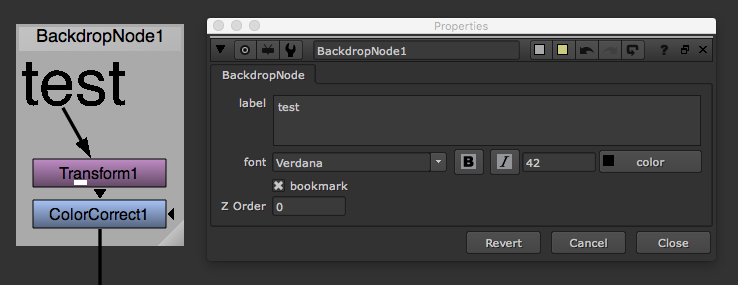 BackdropNode1
test
Transform1
ColorCorrect1
Properties
BackdropNode1
?
BackdropNode
label test
font Verdana B I 42 color
bookmark
Z Order 0
Revert Cancel Close